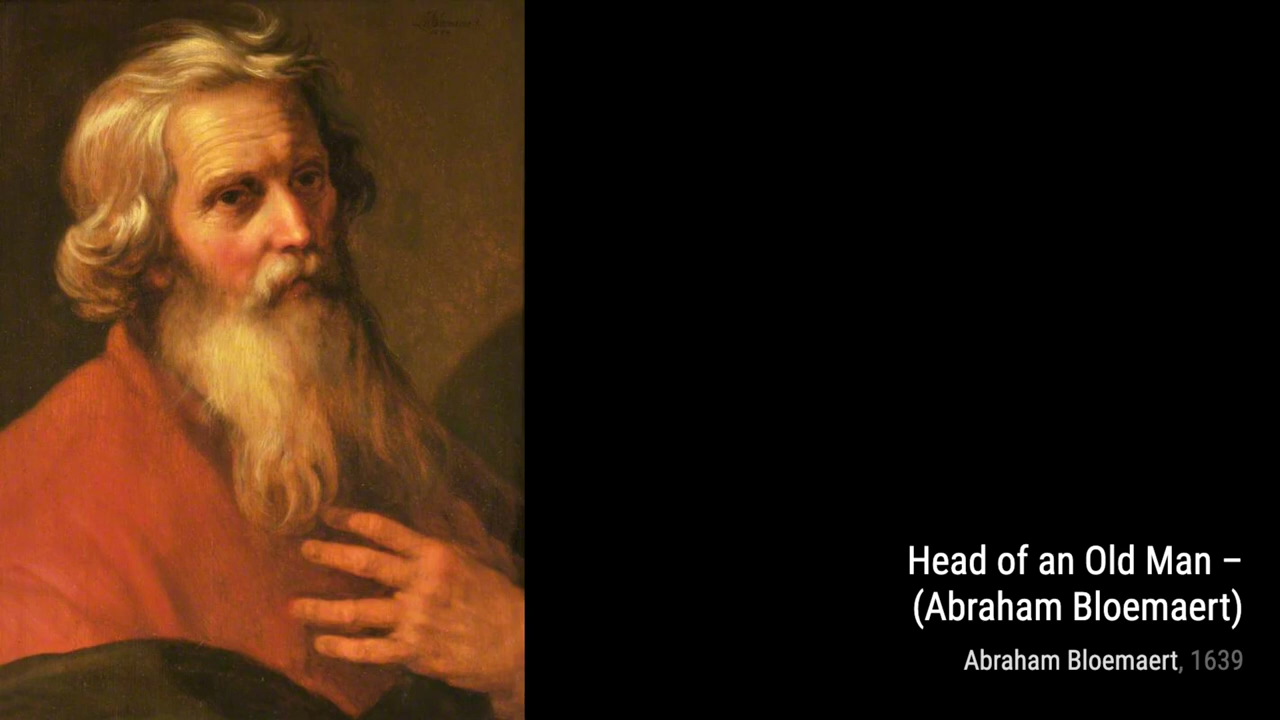 Head of an Old Man –
(Abraham Bloemaert)
Abraham Bloemaert, 1639